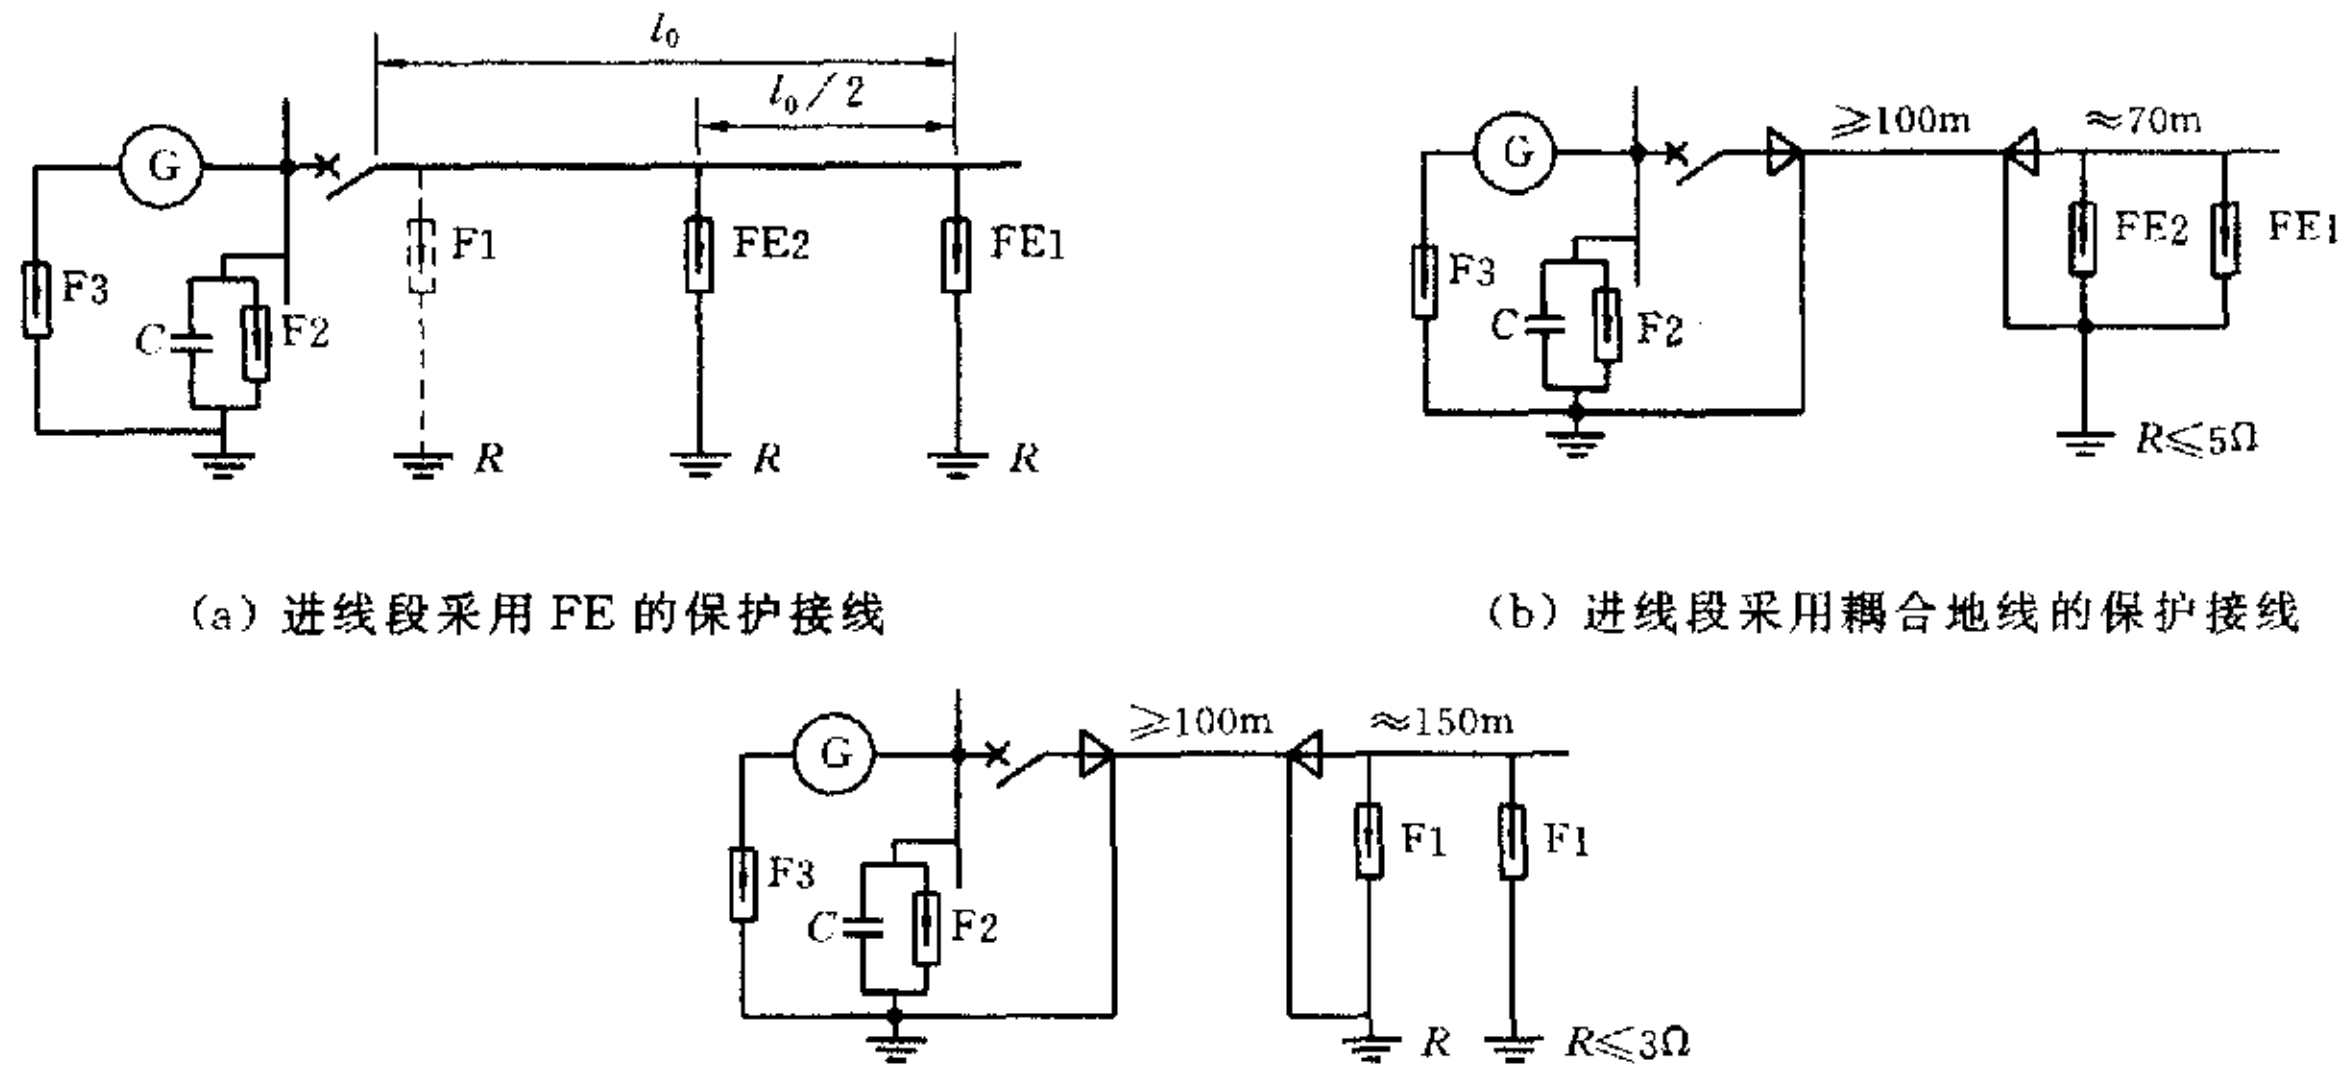 l₀
l₀/2
G
F1
FE2
FE1
F3
C
F2
R
R
R
(a) 进线段采用 FE 的保护接线
≥100m
≈70m
G
FE2
FE1
F3
C
F2
R≤5Ω
(b) 进线段采用耦合地线的保护接线
≥100m
≈150m
G
F1
F1
F3
C
F2
R
R≤3Ω